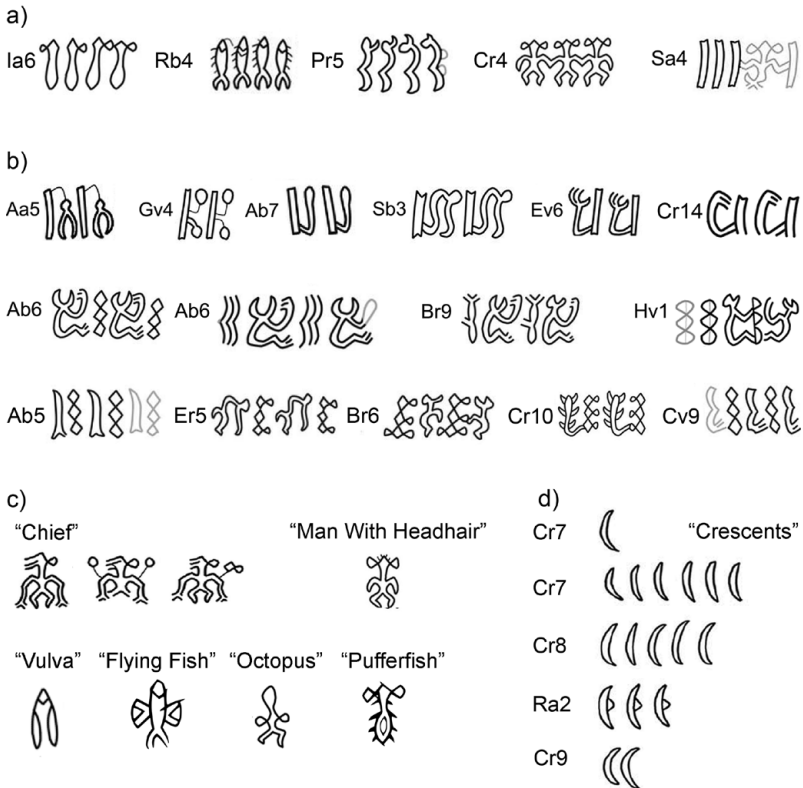 a)
Ia6 Rb4 Pr5 Cr4 Sa4
b)
Aa5 Gv4 Ab7 Sb3 Ev6 Cr14
Ab6 Ab6 Br9 Hv1
Ab5 Er5 Br6 Cr10 Cv9
c)
“Chief” “Man With Headhair”
“Vulva” “Flying Fish” “Octopus” “Pufferfish”
d)
Cr7 “Crescents”
Cr7
Cr8
Ra2
Cr9